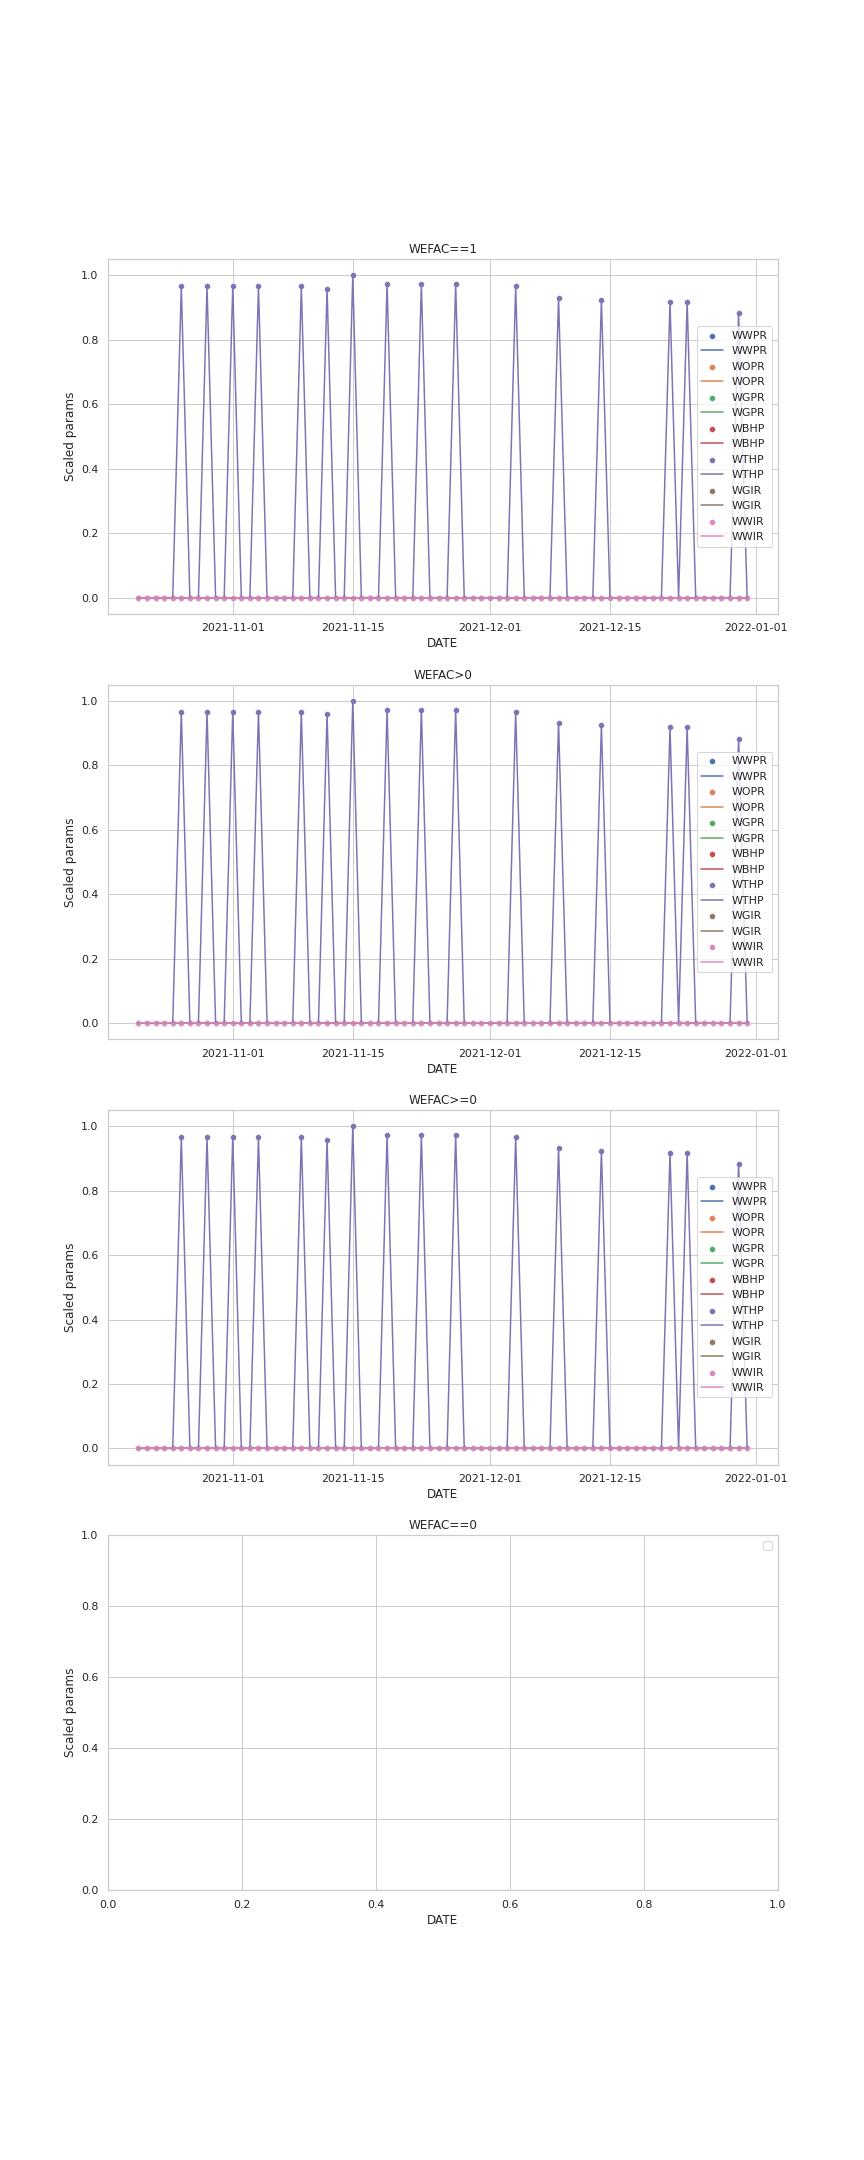 WEFAC==1
1.0
0.8
0.6
0.4
0.2
0.0
Scaled params
WWPR
WWPR
WOPR
WOPR
WGPR
WGPR
WBHP
WBHP
WTHP
WTHP
WGIR
WGIR
WWIR
WWIR
2021-11-01 2021-11-15 2021-12-01 2021-12-15 2022-01-01
DATE
WEFAC>0
1.0
0.8
0.6
0.4
0.2
0.0
Scaled params
WWPR
WWPR
WOPR
WOPR
WGPR
WGPR
WBHP
WBHP
WTHP
WTHP
WGIR
WGIR
WWIR
WWIR
2021-11-01 2021-11-15 2021-12-01 2021-12-15 2022-01-01
DATE
WEFAC>=0
1.0
0.8
0.6
0.4
0.2
0.0
Scaled params
WWPR
WWPR
WOPR
WOPR
WGPR
WGPR
WBHP
WBHP
WTHP
WTHP
WGIR
WGIR
WWIR
WWIR
2021-11-01 2021-11-15 2021-12-01 2021-12-15 2022-01-01
DATE
WEFAC==0
1.0
0.8
0.6
0.4
0.2
0.0
Scaled params
0.0 0.2 0.4 0.6 0.8 1.0
DATE